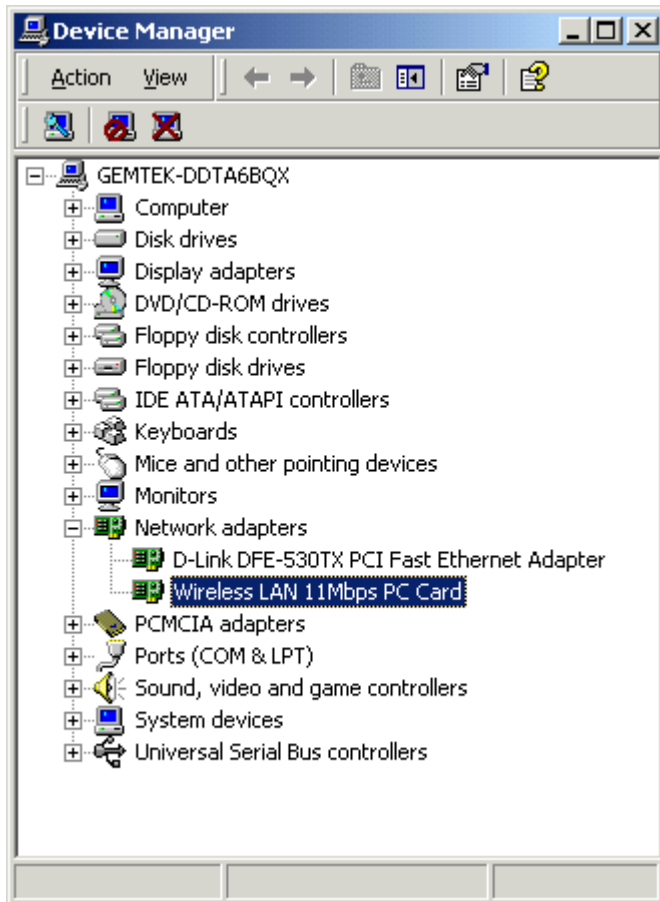 Device Manager
Action View
GEMTEK-DDTA6BQX
Computer
Disk drives
Display adapters
DVD/CD-ROM drives
Floppy disk controllers
Floppy disk drives
IDE ATA/ATAPI controllers
Keyboards
Mice and other pointing devices
Monitors
Network adapters
D-Link DFE-530TX PCI Fast Ethernet Adapter
Wireless LAN 11Mbps PC Card
PCMCIA adapters
Ports (COM & LPT)
Sound, video and game controllers
System devices
Universal Serial Bus controllers